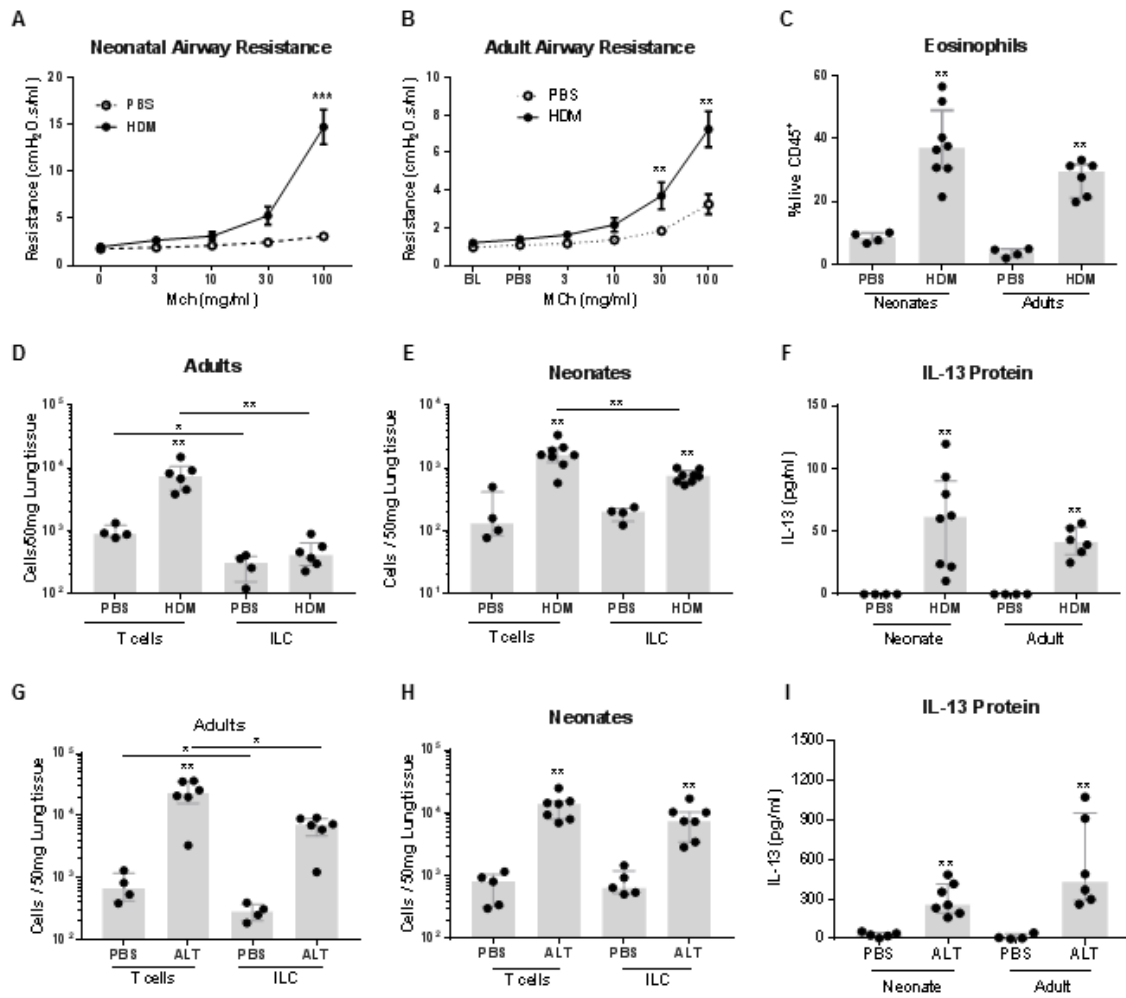 A
Neonatal Airway Resistance
Resistance (cmH2O.s/ml)
20
15
10
5
0
PBS
HDM
***
0 3 10 30 100
Mch (mg/ml)
B
Adult Airway Resistance
Resistance (cmH2O.s/ml)
8
6
4
2
0
PBS
HDM
**
**
BL PBS 3 10 30 100
MCh (mg/ml)
C
Eosinophils
%live CD45+
60
40
20
0
**
**
PBS HDM PBS HDM
Neonates Adults
D
Adults
Cells/50mg Lung tissue
10^5
10^4
10^3
10^2
**
*
**
PBS HDM PBS HDM
T cells ILC
E
Neonates
Cells / 50mg Lung tissue
10^4
10^3
10^2
10^1
**
**
**
PBS HDM PBS HDM
T cells ILC
F
IL-13 Protein
IL-13 (pg/ml)
150
100
50
0
**
**
PBS HDM PBS HDM
Neonate Adult
G
Adults
Cells / 50mg Lung tissue
10^5
10^4
10^3
10^2
*
*
**
PBS ALT PBS ALT
T cells ILC
H
Neonates
Cells / 50mg Lung tissue
10^5
10^4
10^3
10^2
**
**
PBS ALT PBS ALT
T cells ILC
I
IL-13 Protein
IL-13 (pg/ml)
1500
1200
900
600
300
0
**
**
PBS ALT PBS ALT
Neonate Adult